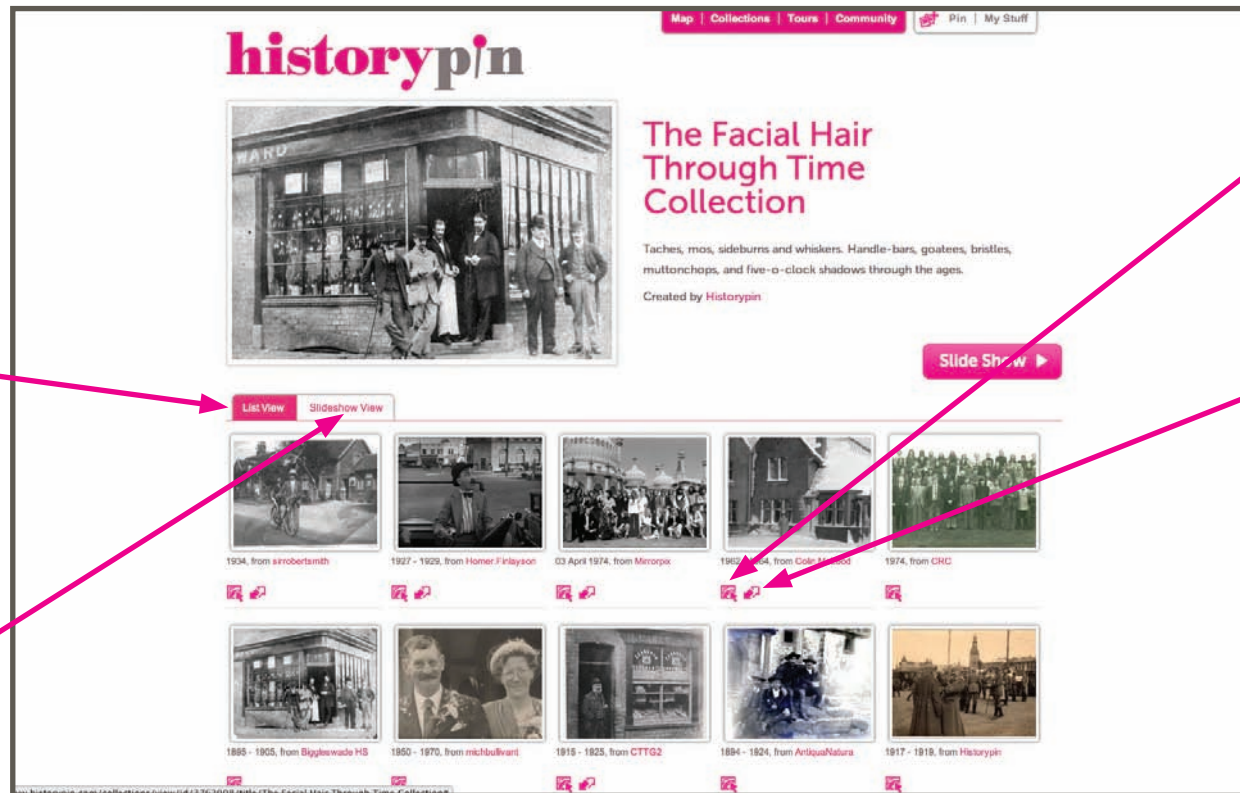 Map | Collections | Tours | Community
Pin | My Stuff
historypin
WARD
The Facial Hair
Through Time
Collection
Taches, mos, sideburns and whiskers. Handle-bars, goatees, bristles,
muttonchops, and five-o-clock shadows through the ages.
Created by Historypin
Slide Show
List View
Slideshow View
1934, from sirrobertsmith
1927 - 1929, from Homer.Finlayson
03 April 1974, from Mirrorpix
from Colin
1974, from CRC
1895 - 1905, from Biggleswade HS
1950 - 1970, from michbullivant
1915 - 1925, from CTTG2
1894 - 1924, from AntiquaNatura
1917 - 1919, from Historypin